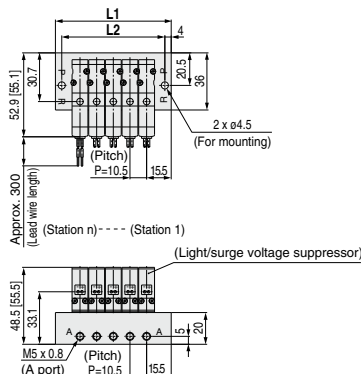 L1
L2
4
30.7
52.9 [55.1]
P
R
P
R
20.5
36
2 x ø4.5
(For mounting)
(Pitch)
P=10.5
15.5
Approx. 300
(Lead wire length)
(Station n)---- (Station 1)
(Light/surge voltage suppressor)
48.5 [55.5]
33.1
A
A
5
20
M5 x 0.8
(A port)
(Pitch)
P=10.5
15.5